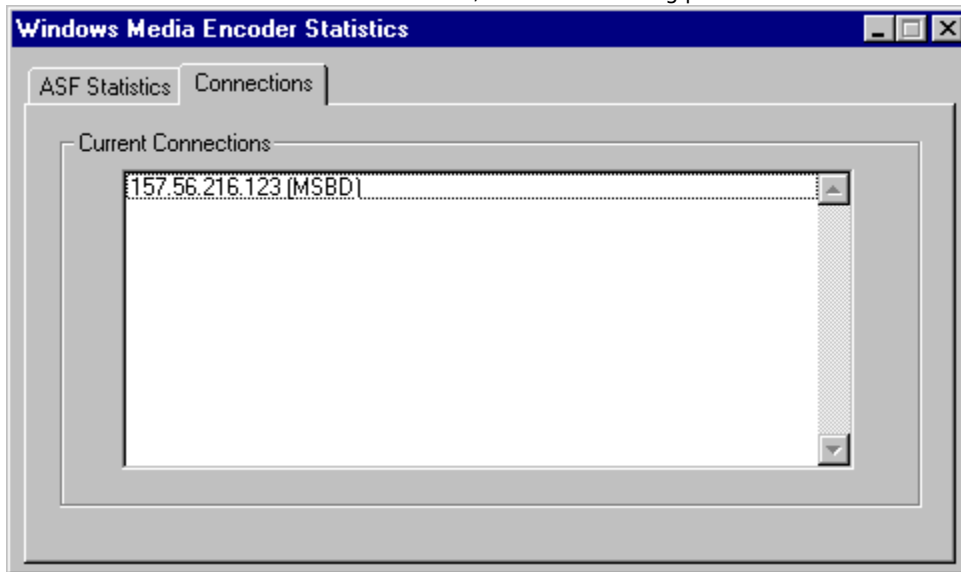 Windows Media Encoder Statistics
ASF Statistics Connections
Current Connections
157.56.216.123 (MSBD)